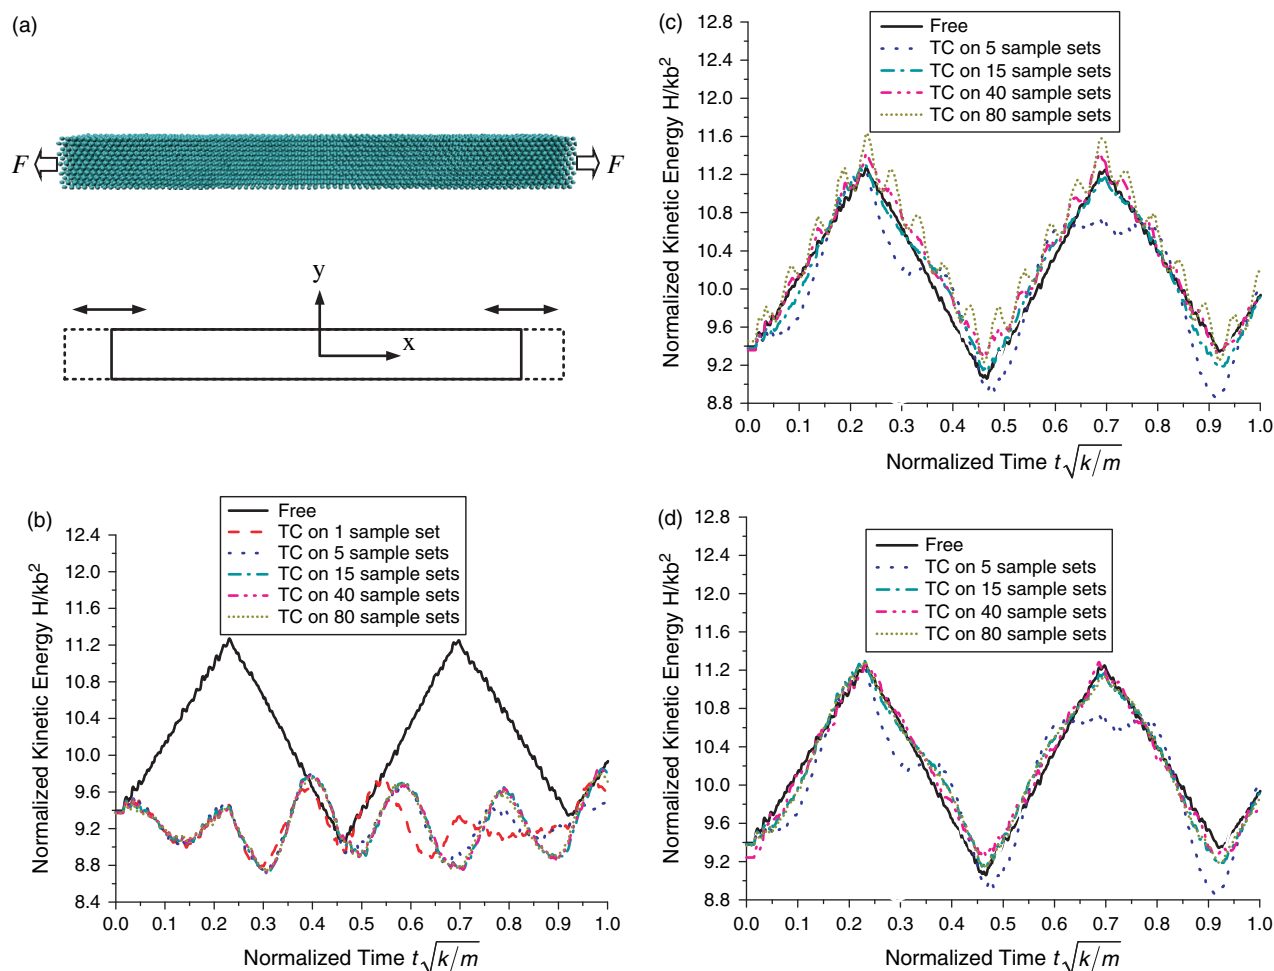 (a)
F
F
y
x
(b)
Normalized Kinetic Energy H/kb²
12.4
12.0
11.6
11.2
10.8
10.4
10.0
9.6
9.2
8.8
8.4
Free
TC on 1 sample set
TC on 5 sample sets
TC on 15 sample sets
TC on 40 sample sets
TC on 80 sample sets
0.0 0.1 0.2 0.3 0.4 0.5 0.6 0.7 0.8 0.9 1.0
Normalized Time t√k/m
(c)
Normalized Kinetic Energy H/kb²
12.8
12.4
12.0
11.6
11.2
10.8
10.4
10.0
9.6
9.2
8.8
Free
TC on 5 sample sets
TC on 15 sample sets
TC on 40 sample sets
TC on 80 sample sets
0.0 0.1 0.2 0.3 0.4 0.5 0.6 0.7 0.8 0.9 1.0
Normalized Time t√k/m
(d)
Normalized Kinetic Energy H/kb²
12.8
12.4
12.0
11.6
11.2
10.8
10.4
10.0
9.6
9.2
8.8
Free
TC on 5 sample sets
TC on 15 sample sets
TC on 40 sample sets
TC on 80 sample sets
0.0 0.1 0.2 0.3 0.4 0.5 0.6 0.7 0.8 0.9 1.0
Normalized Time t√k/m